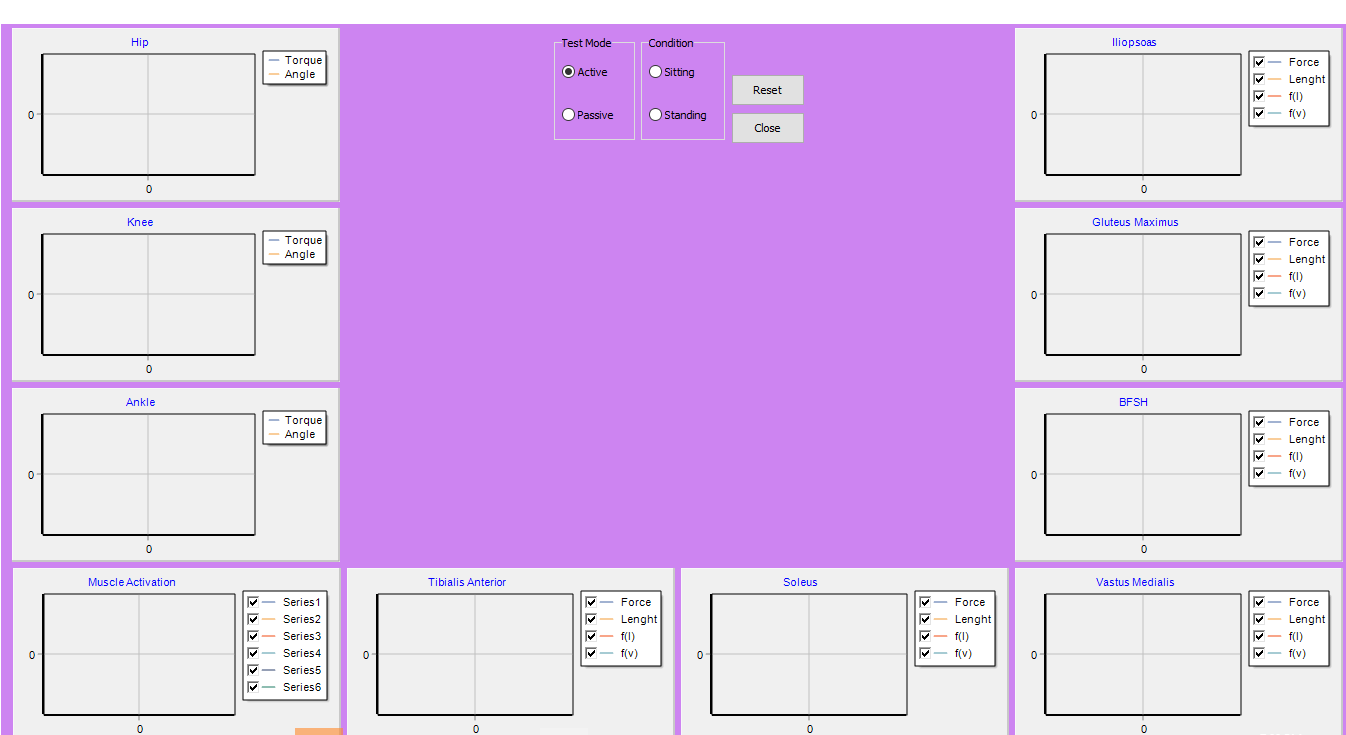 Hip
Torque
Angle
0
0
Test Mode
Active
Passive
Condition
Sitting
Standing
Reset
Close
Iliopsoas
Force
Lenght
f(l)
f(v)
0
0
Knee
Torque
Angle
0
0
Gluteus Maximus
Force
Lenght
f(l)
f(v)
0
0
Ankle
Torque
Angle
0
0
BFSH
Force
Lenght
f(l)
f(v)
0
0
Muscle Activation
Series1
Series2
Series3
Series4
Series5
Series6
0
0
Tibialis Anterior
Force
Lenght
f(l)
f(v)
0
0
Soleus
Force
Lenght
f(l)
f(v)
0
0
Vastus Medialis
Force
Lenght
f(l)
f(v)
0
0